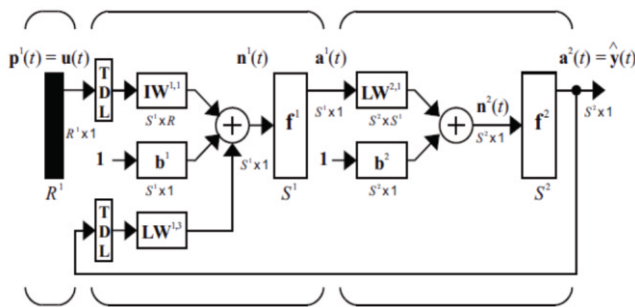 p¹(t) = u(t)
n¹(t)
a¹(t)
a²(t) = ŷ(t)
T D L
IW¹,¹
f¹
LW²,¹
n²(t)
f²
R¹x1
S¹xR
S¹x1
S²xS¹
S²x1
S²x1
1
b¹
S¹x1
1
b²
S¹x1
S²x1
R¹
S¹
S²
T D L
LW¹,³